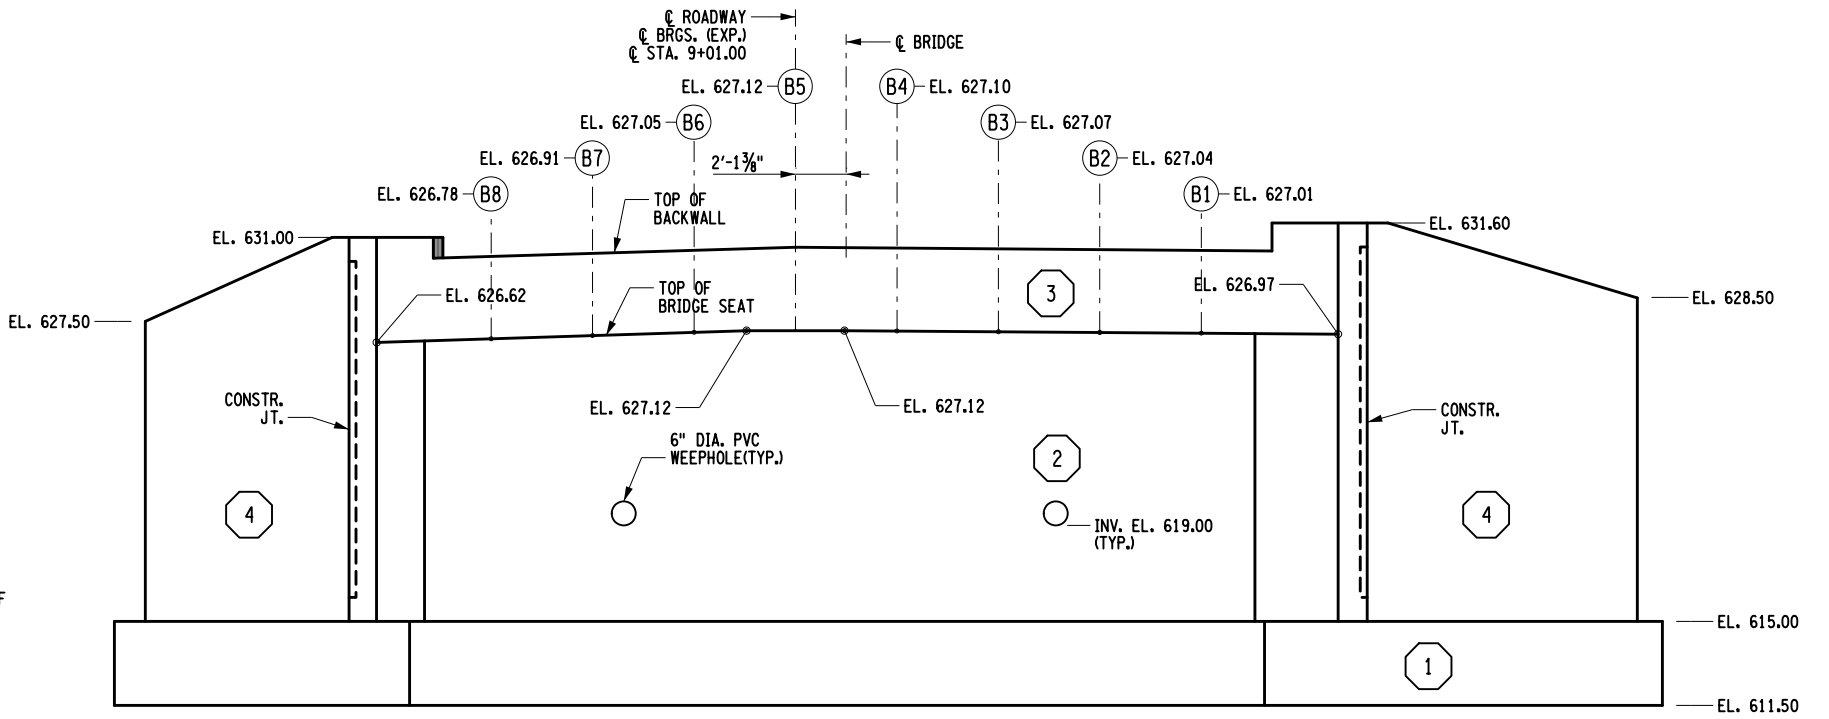 ℄ ROADWAY
℄ BRGS. (EXP.)
℄ STA. 9+01.00
℄ BRIDGE
EL. 627.12
B5
B4
EL. 627.10
EL. 627.05
B6
B3
EL. 627.07
EL. 626.91
B7
2'-1⅜"
B2
EL. 627.04
EL. 626.78
B8
B1
EL. 627.01
TOP OF
BACKWALL
EL. 631.00
EL. 631.60
EL. 626.62
TOP OF
BRIDGE SEAT
3
EL. 626.97
EL. 628.50
EL. 627.50
CONSTR.
JT.
EL. 627.12
EL. 627.12
CONSTR.
JT.
6" DIA. PVC
WEEPHOLE(TYP.)
2
4
INV. EL. 619.00
(TYP.)
4
F
EL. 615.00
1
EL. 611.50